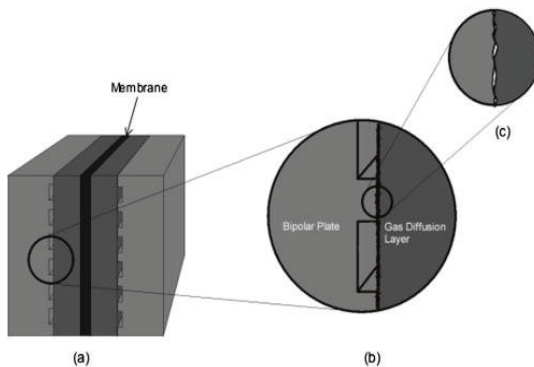 Membrane
(c)
Bipolar Plate
Gas Diffusion
Layer
(a)
(b)